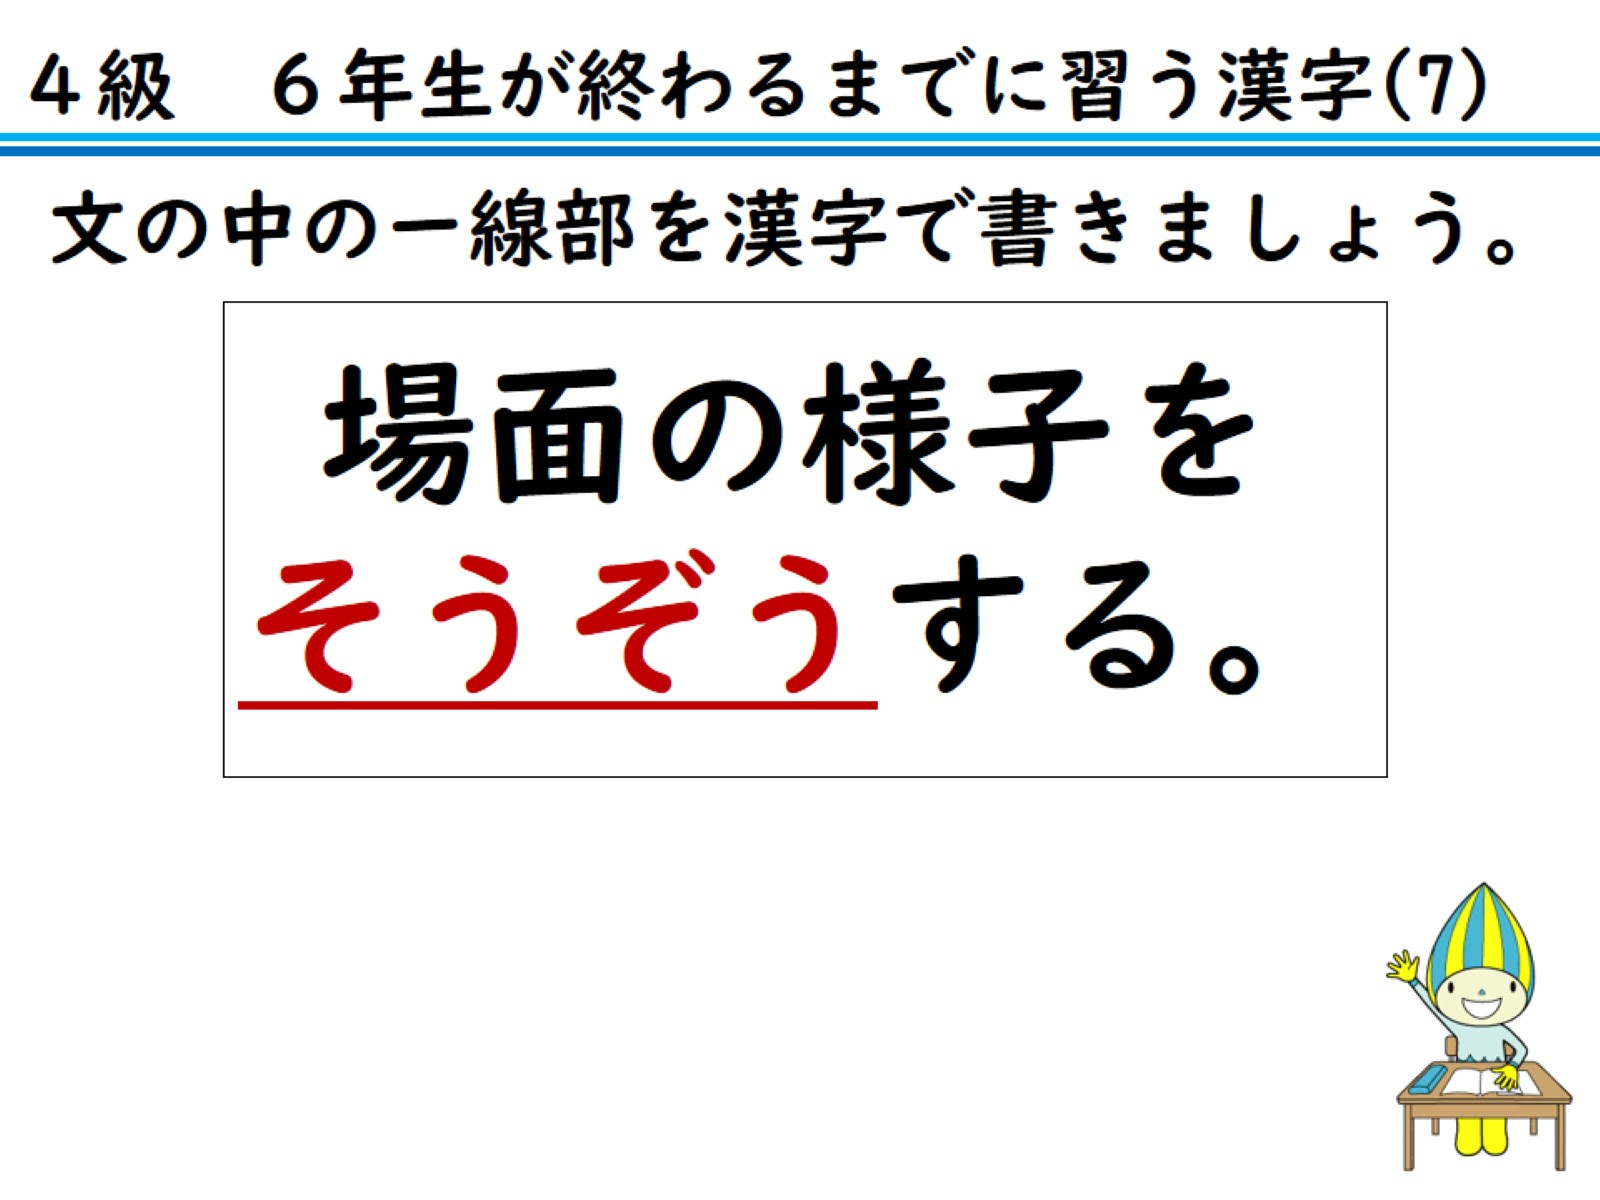 ４級　６年生が終わるまでに習う漢字(7)
文の中の―線部を漢字で書きましょう。
場面の様子を
そうぞうする。